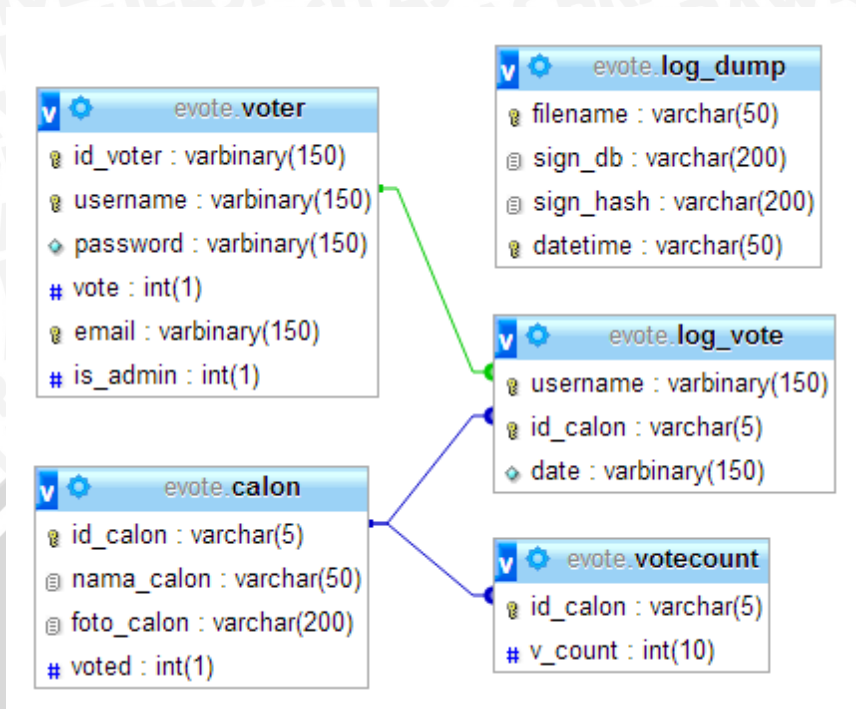 v evote.voter
id_voter : varbinary(150)
username : varbinary(150)
password : varbinary(150)
# vote : int(1)
email : varbinary(150)
# is_admin : int(1)
v evote.log_dump
filename : varchar(50)
sign_db : varchar(200)
sign_hash : varchar(200)
datetime : varchar(50)
v evote.log_vote
username : varbinary(150)
id_calon : varchar(5)
date : varbinary(150)
v evote.calon
id_calon : varchar(5)
nama_calon : varchar(50)
foto_calon : varchar(200)
# voted : int(1)
v evote.votecount
id_calon : varchar(5)
# v_count : int(10)